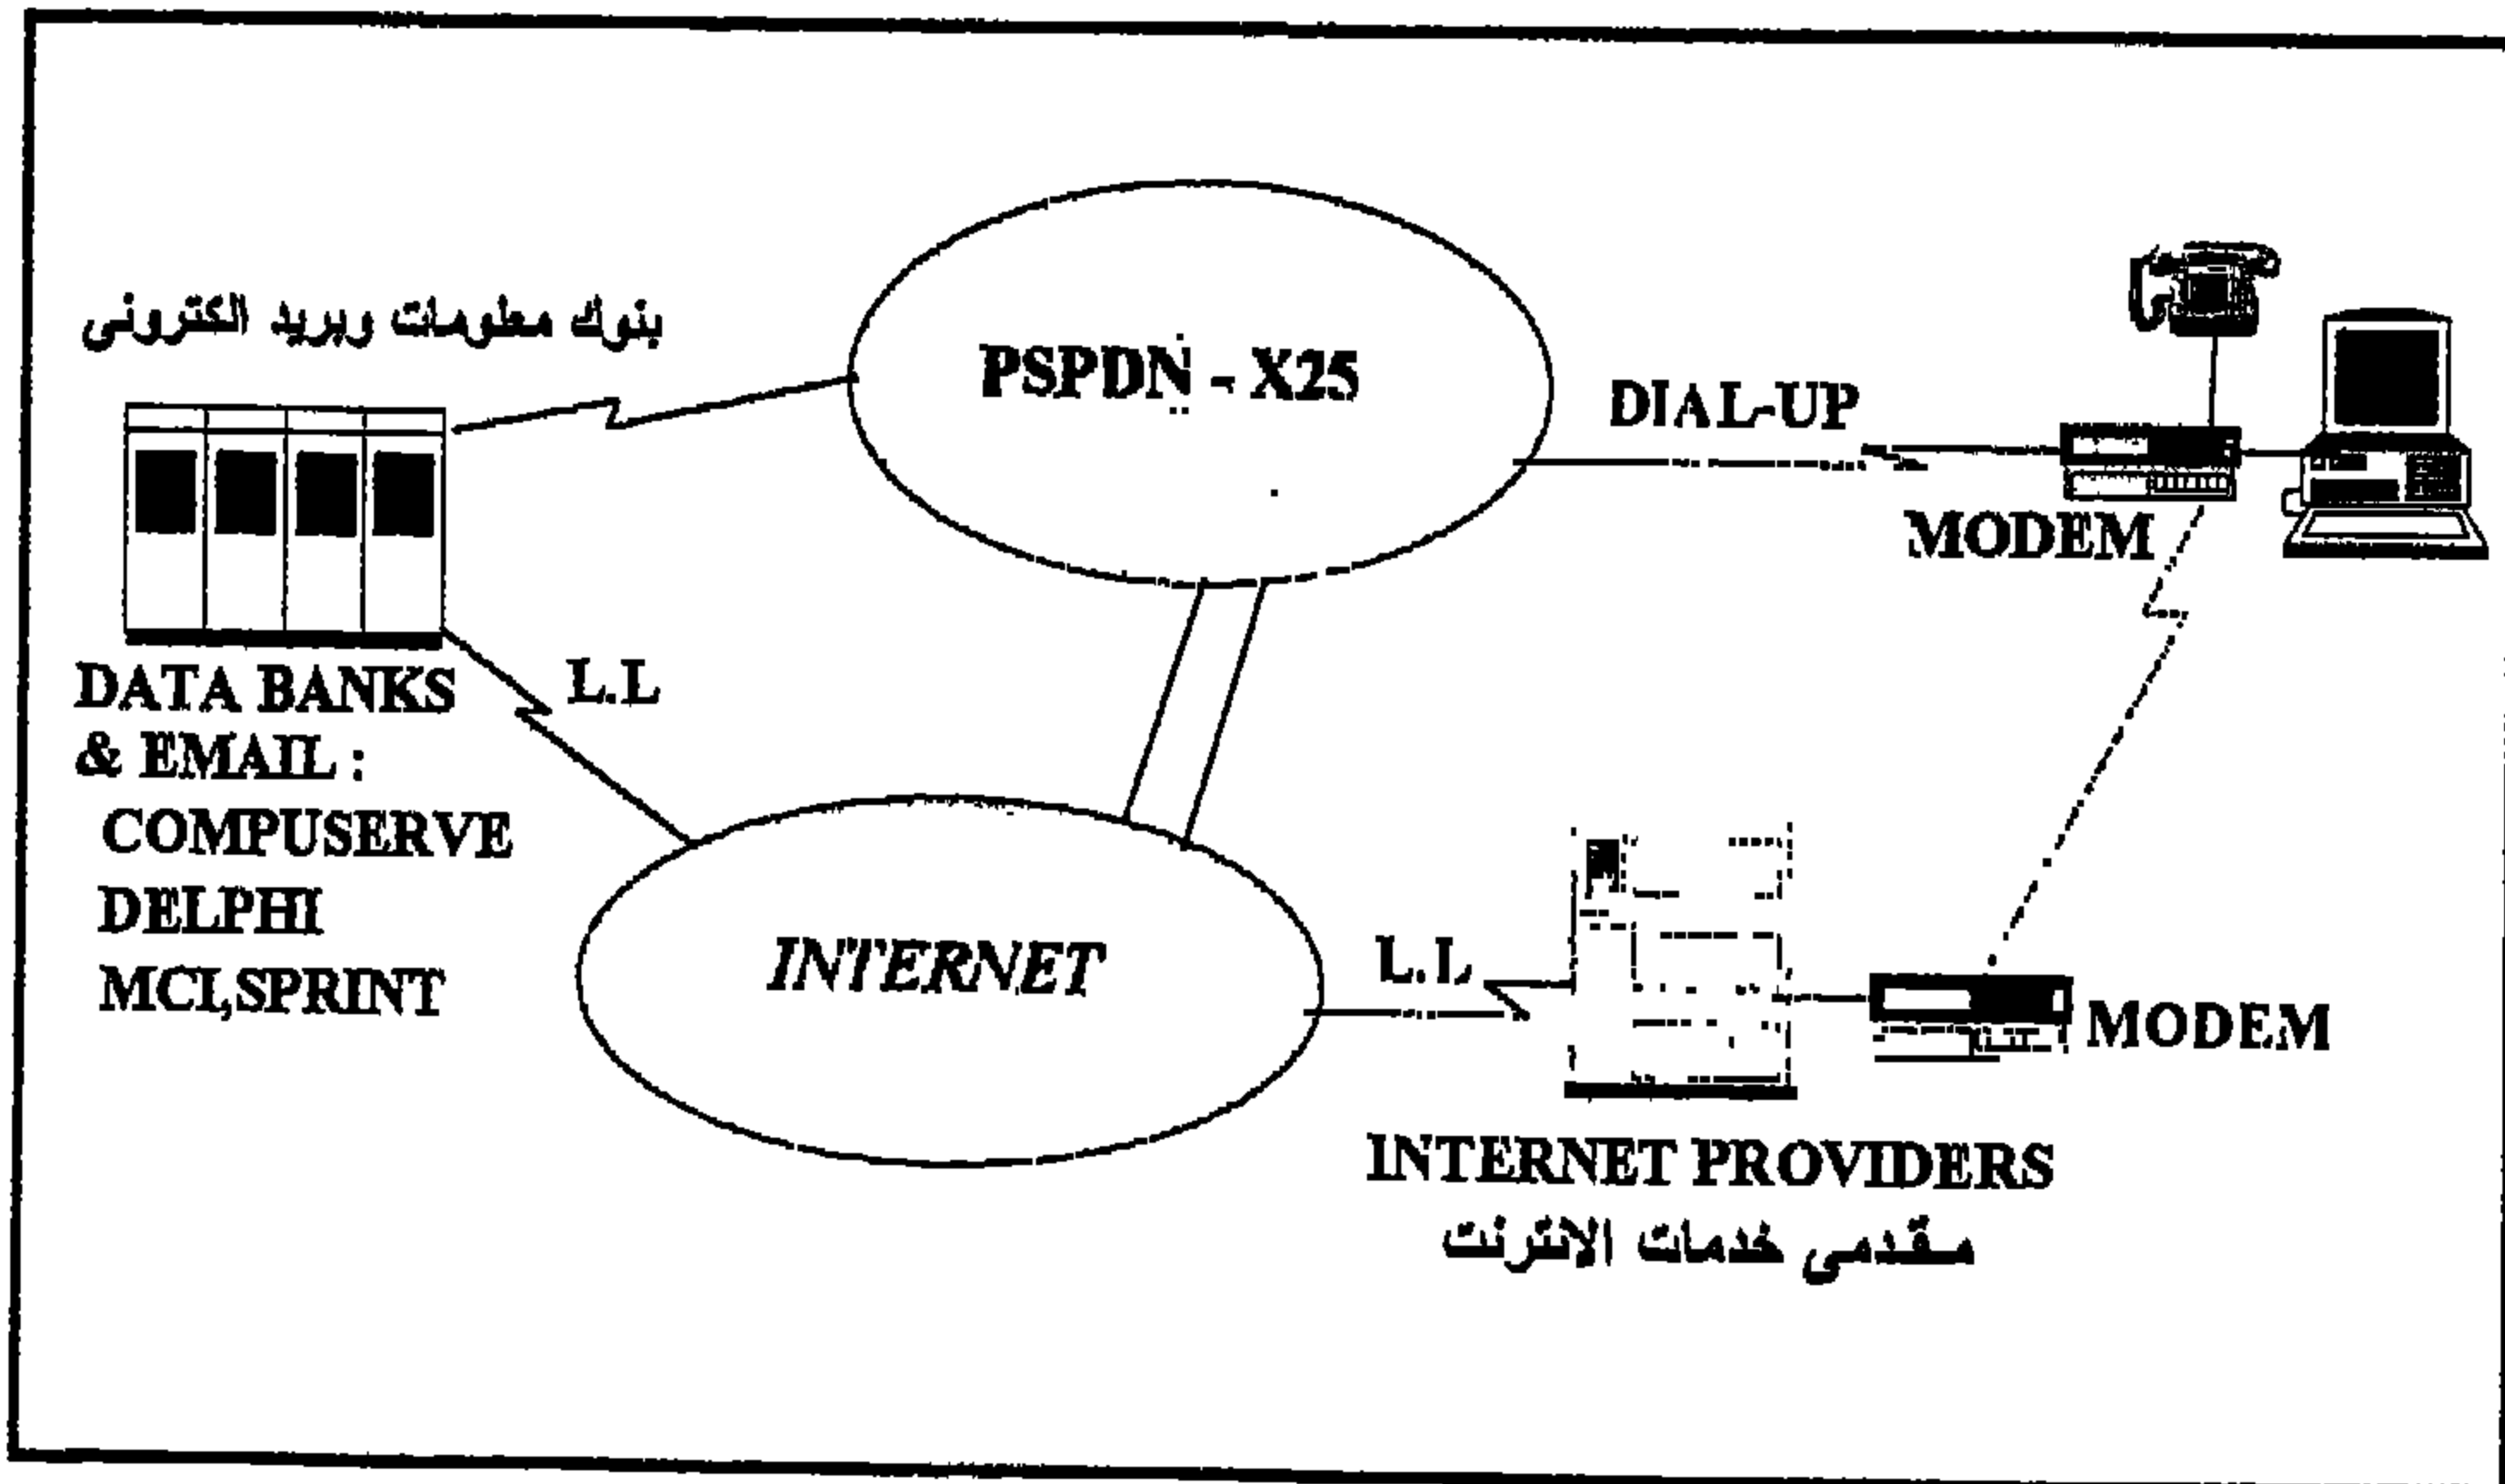 بنوك معلومات وبريد الكترونى
PSPDN - X25
DIAL-UP
MODEM
DATA BANKS
& EMAIL :
COMPUSERVE
DELPHI
MCI,SPRINT
L.L
INTERNET
L.L
MODEM
INTERNET PROVIDERS
مقدمى خدمات الانترنت